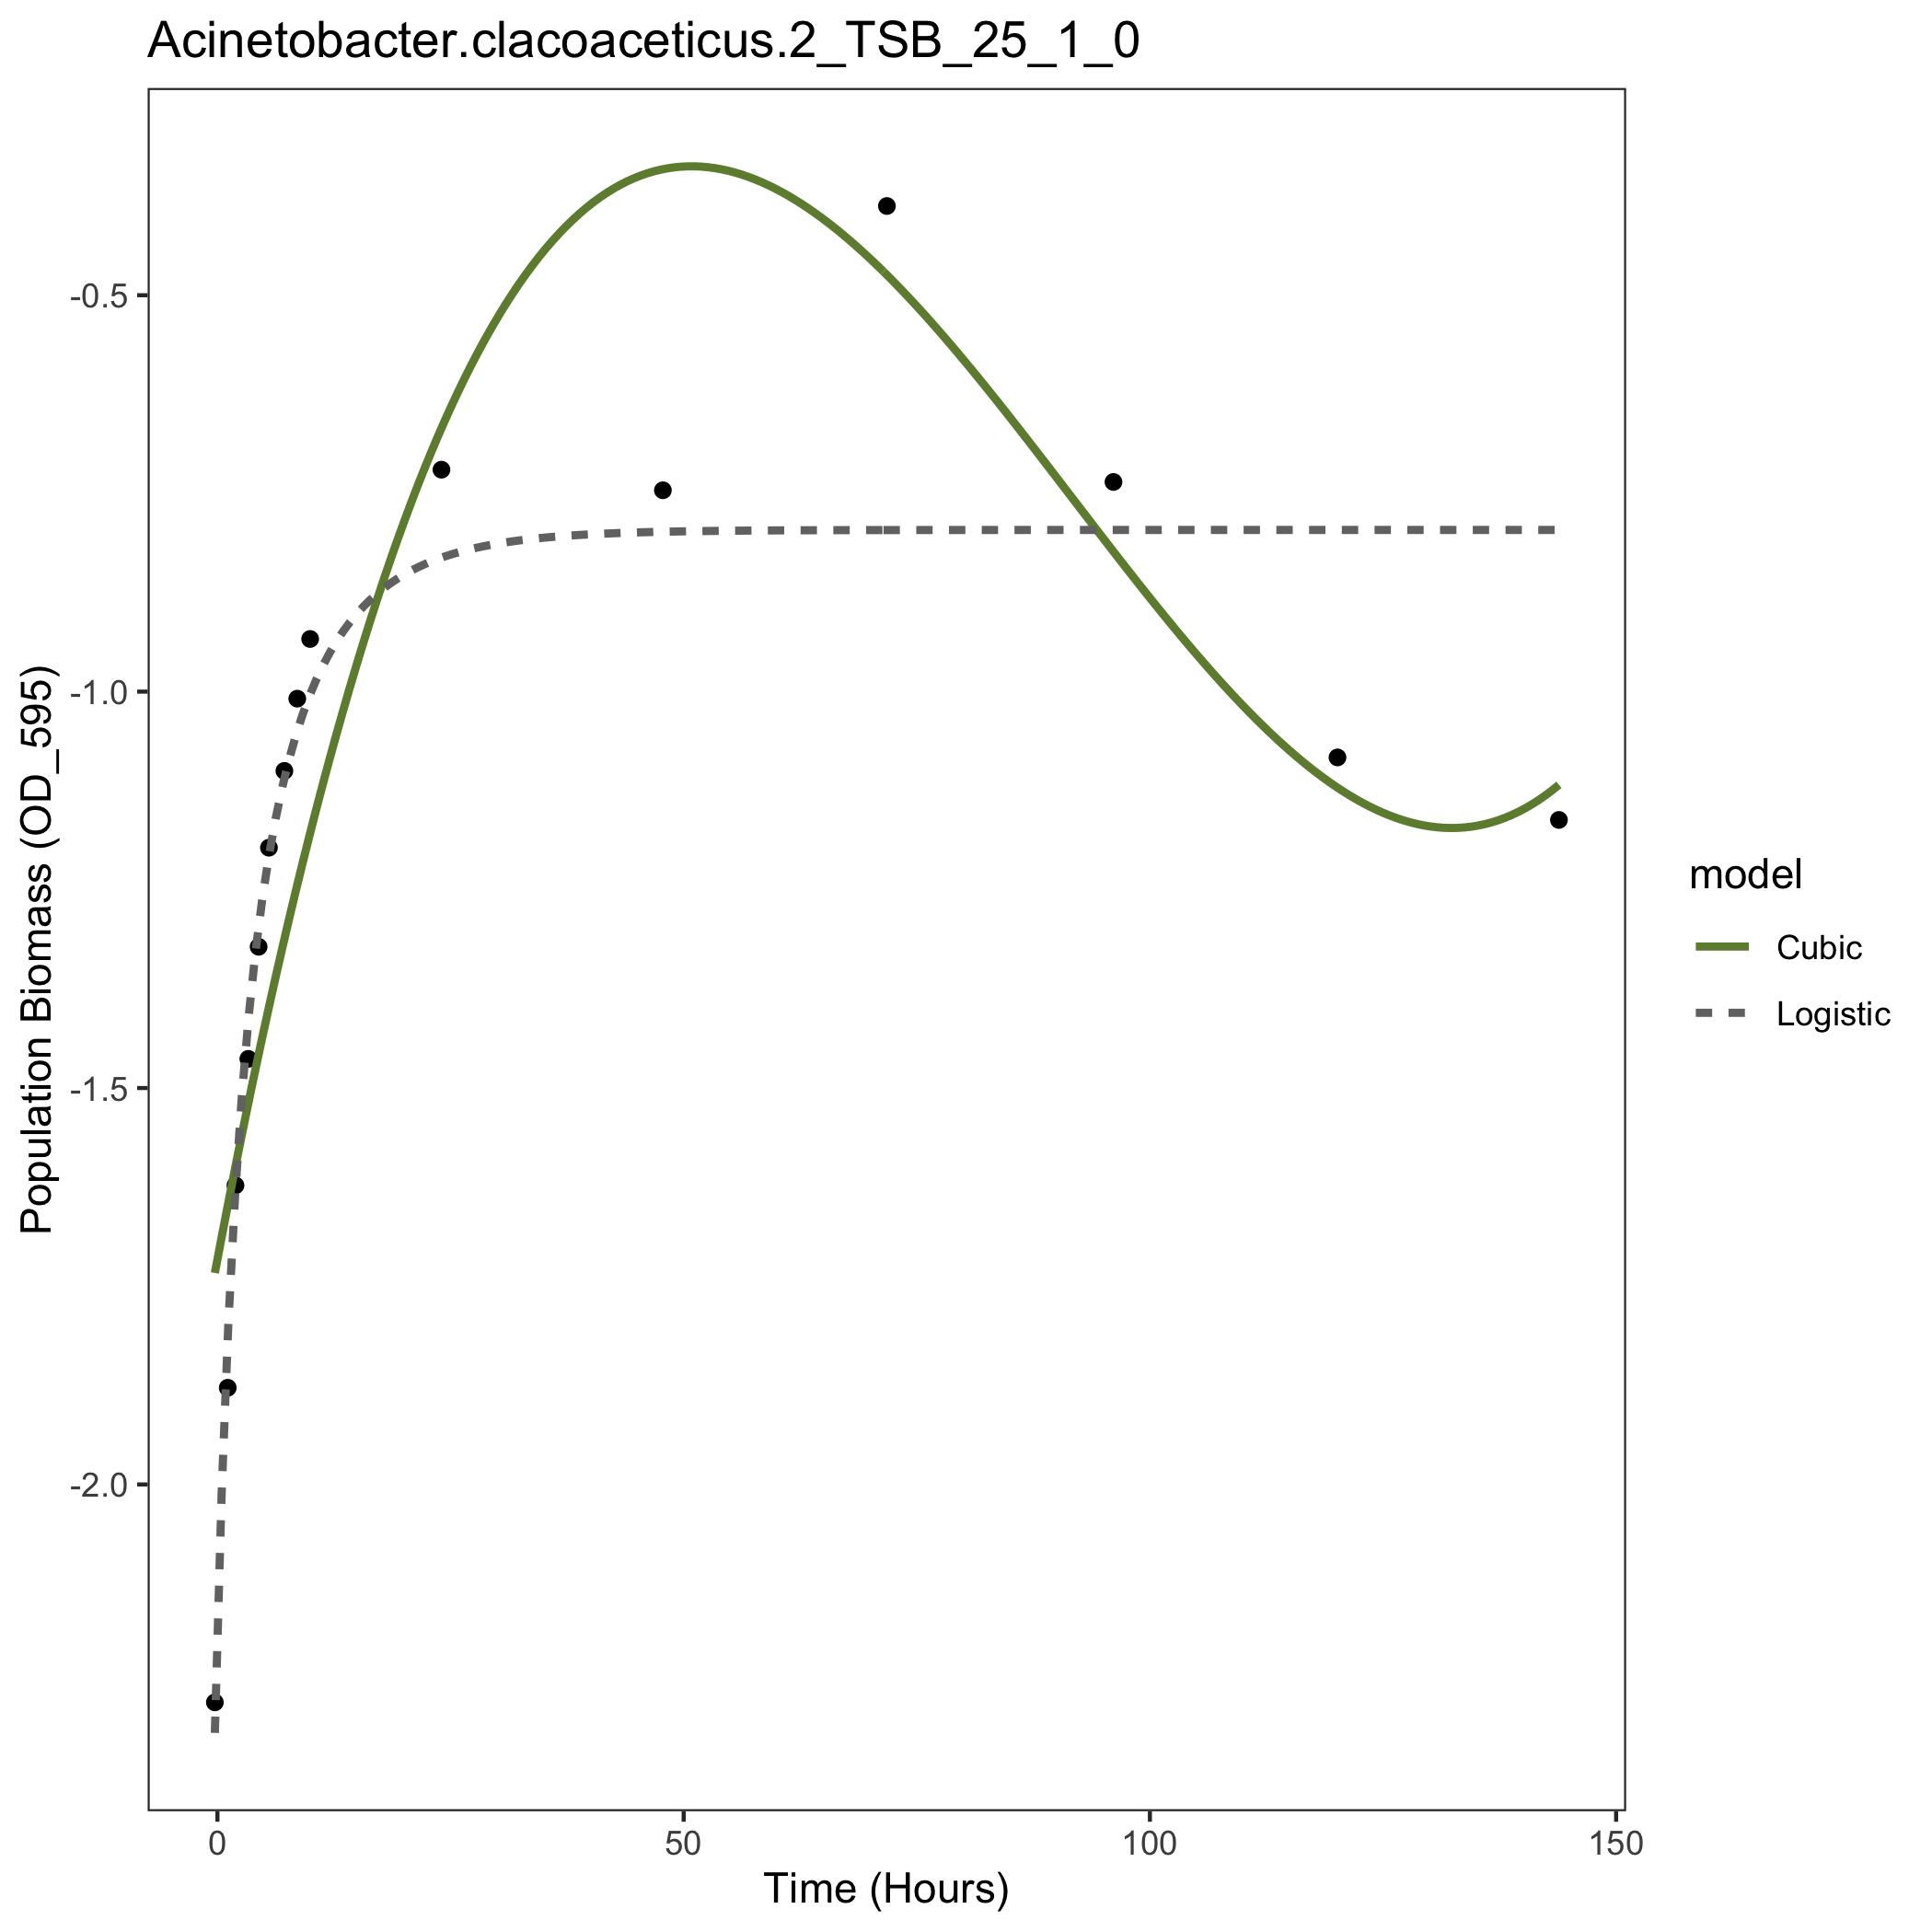 Acinetobacter.clacoaceticus.2_TSB_25_1_0
Population Biomass (OD_595)
-0.5
-1.0
-1.5
-2.0
0
50
100
150
Time (Hours)
model
Cubic
Logistic